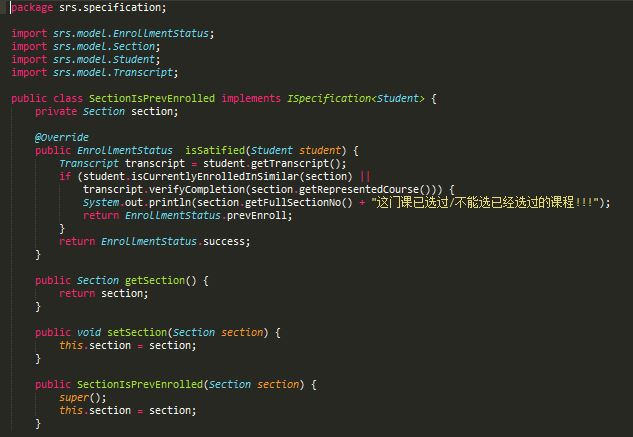 package srs.specification;

import srs.model.EnrollmentStatus;
import srs.model.Section;
import srs.model.Student;
import srs.model.Transcript;

public class SectionIsPrevEnrolled implements ISpecification<Student> {
    private Section section;

    @Override
    public EnrollmentStatus  isSatified(Student student) {
        Transcript transcript = student.getTranscript();
        if (student.isCurrentlyEnrolledInSimilar(section) ||
            transcript.verifyCompletion(section.getRepresentedCourse())) {
            System.out.println(section.getFullSectionNo() + "这门课已选过/不能选已经选过的课程!!!");
            return EnrollmentStatus.prevEnroll;
        }
        return EnrollmentStatus.success;
    }

    public Section getSection() {
        return section;
    }

    public void setSection(Section section) {
        this.section = section;
    }

    public SectionIsPrevEnrolled(Section section) {
        super();
        this.section = section;
    }